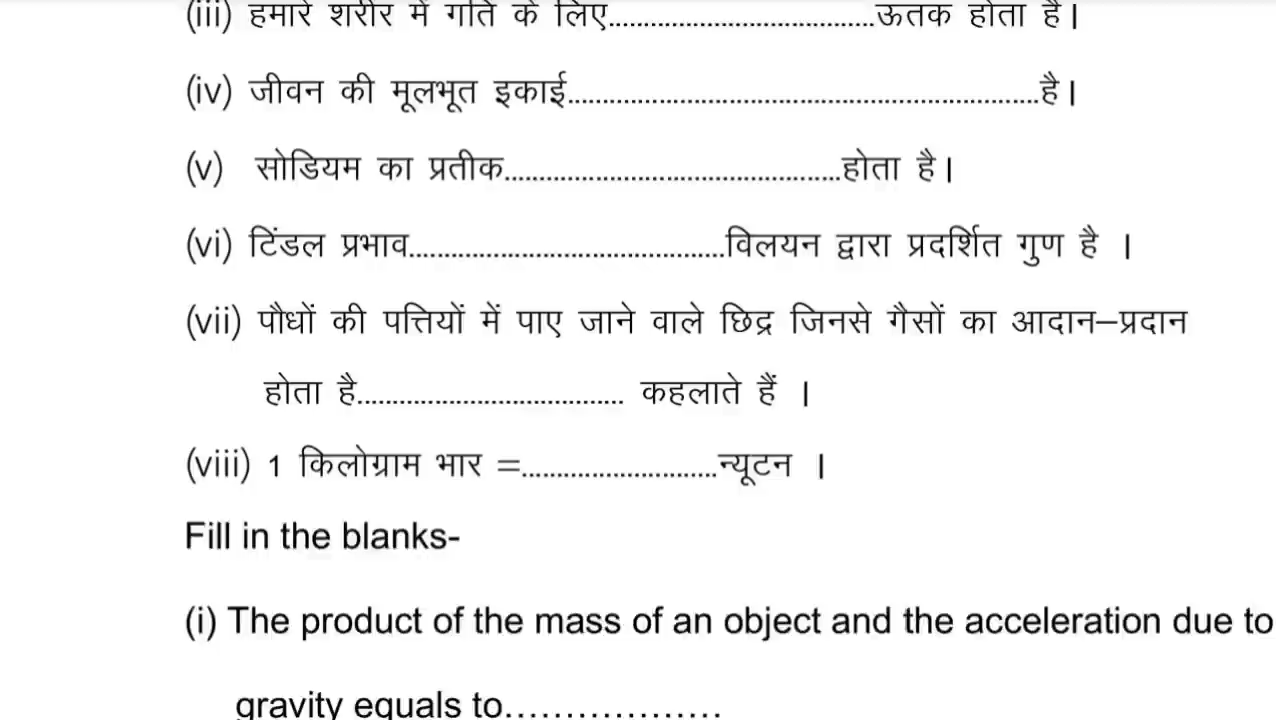 (iii) हमारे शरीर में गति के लिए.....................................ऊतक होता है।
(iv) जीवन की मूलभूत इकाई..................................................................है।
(v) सोडियम का प्रतीक...............................................होता है।
(vi) टिंडल प्रभाव............................................विलयन द्वारा प्रदर्शित गुण है ।
(vii) पौधों की पत्तियों में पाए जाने वाले छिद्र जिनसे गैसों का आदान–प्रदान
होता है...................................... कहलाते हैं ।
(viii) 1 किलोग्राम भार =............................न्यूटन ।
Fill in the blanks-
(i) The product of the mass of an object and the acceleration due to
gravity equals to...................